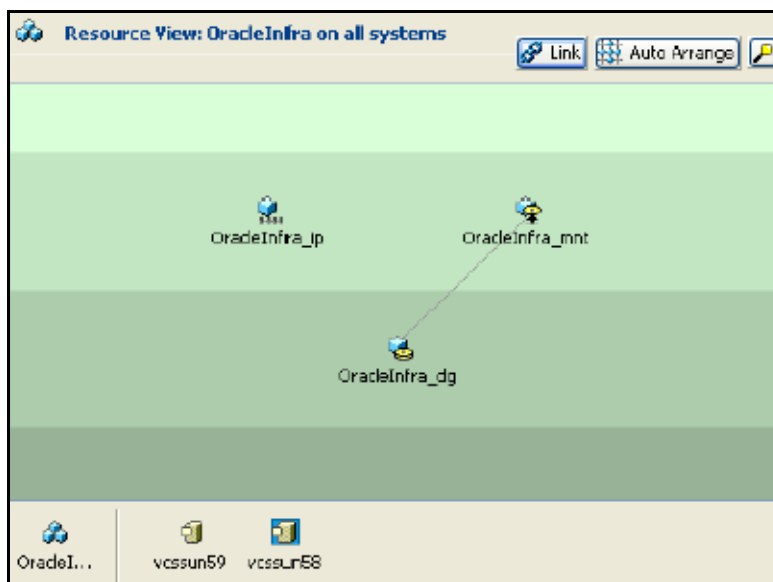 Resource View: OracleInfra on all systems
Link Auto Arrange
OracleInfra_ip OracleInfra_mnt
OracleInfra_dg
OracleI...
vcssun59 vcssun58